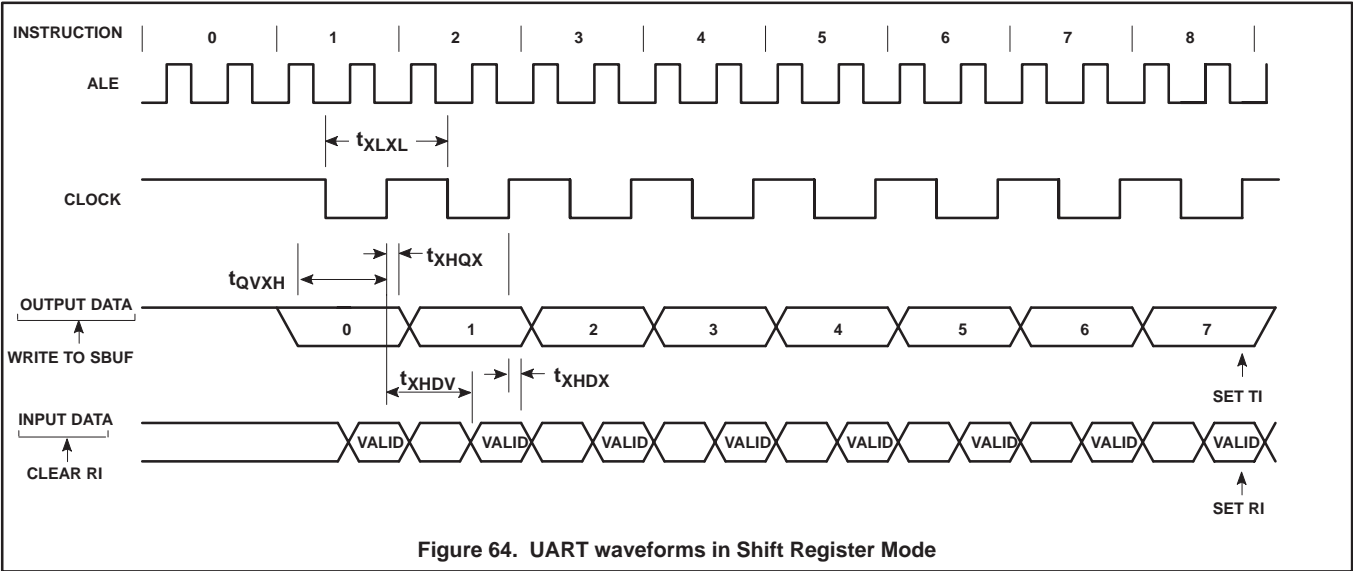 INSTRUCTION 0 1 2 3 4 5 6 7 8
ALE
tXLXL
CLOCK
tXHQX
tQVXH
OUTPUT DATA
0 1 2 3 4 5 6 7
WRITE TO SBUF
tXHDV
tXHDX
SET TI
INPUT DATA
VALID VALID VALID VALID VALID VALID VALID VALID
CLEAR RI
SET RI
Figure 64. UART waveforms in Shift Register Mode